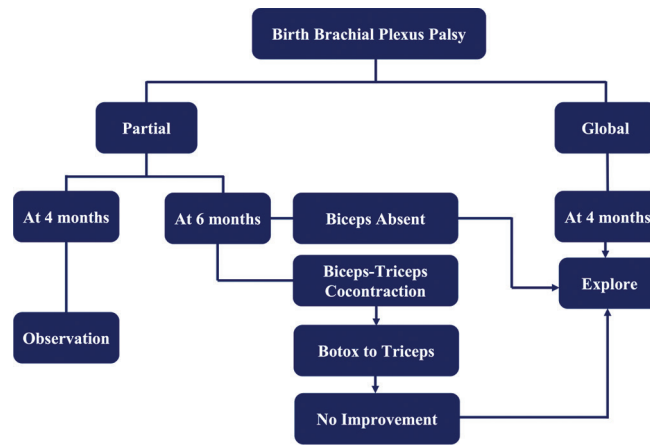 Birth Brachial Plexus Palsy
Partial
Global
At 4 months
At 6 months
Biceps Absent
At 4 months
Biceps-Triceps
Cocontraction
Explore
Observation
Botox to Triceps
No Improvement